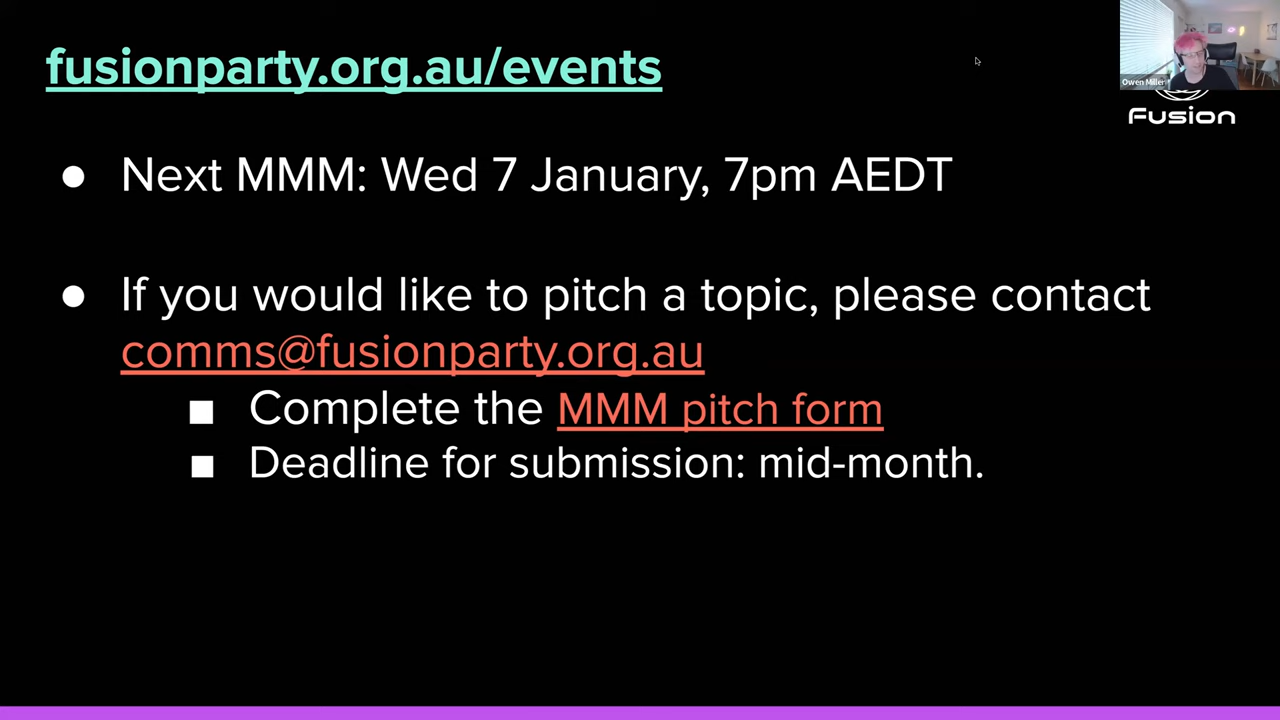 fusionparty.org.au/events
Owen Miller
Fusion
● Next MMM: Wed 7 January, 7pm AEDT
● If you would like to pitch a topic, please contact
comms@fusionparty.org.au
■ Complete the MMM pitch form
■ Deadline for submission: mid-month.